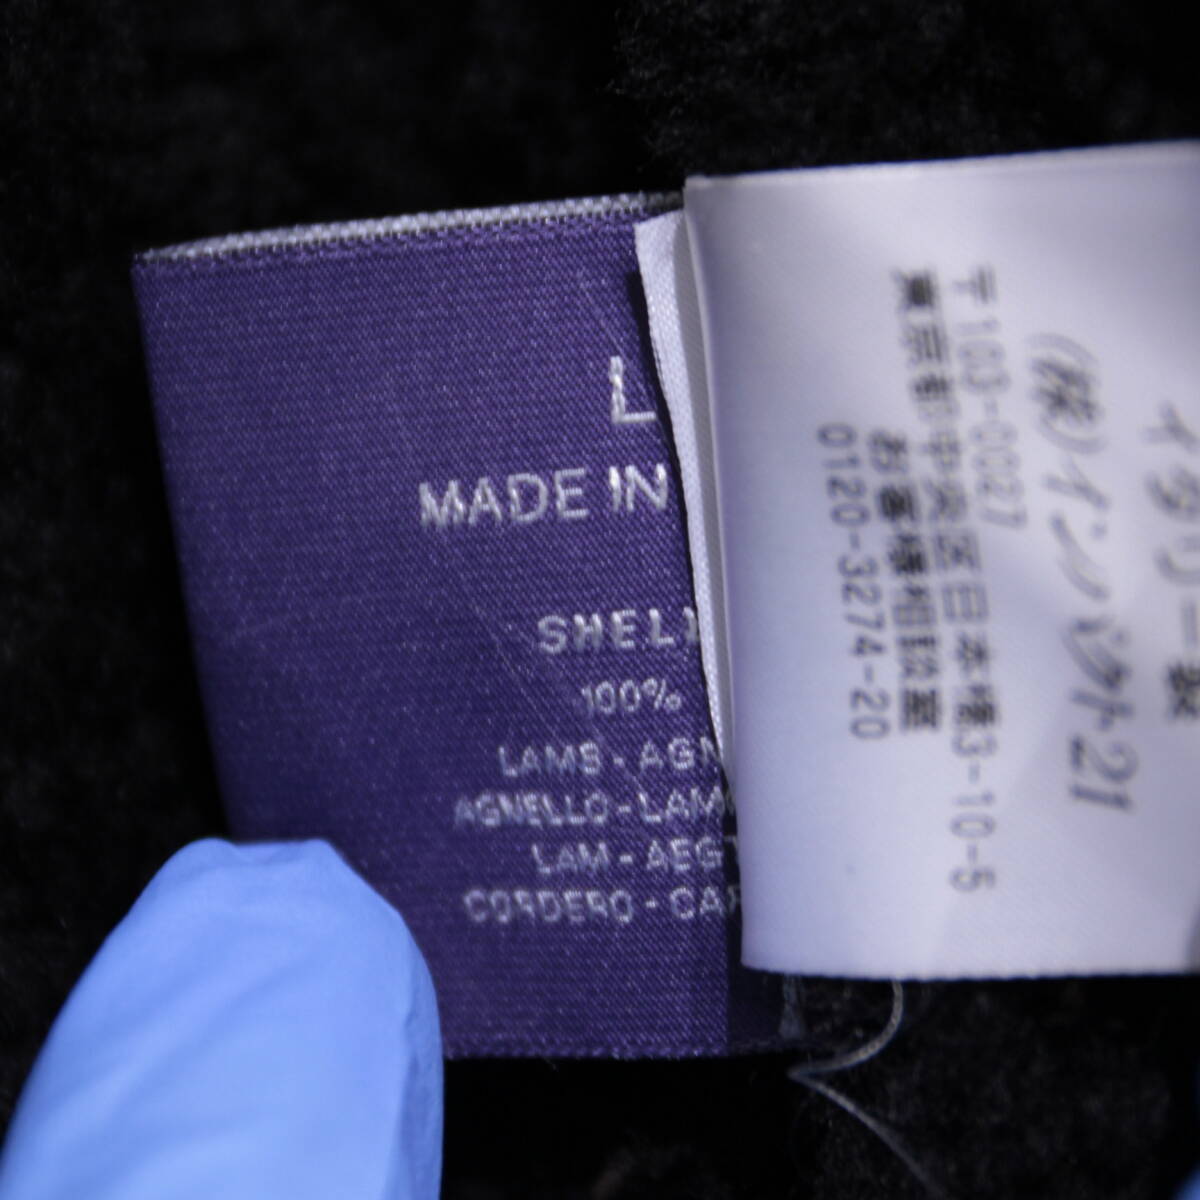 L
MADE IN
SHELL
100%
LAMB - AGN
AGNELLO - LAM
LAM - AEG
CORDERO - CAR
イタリー製
(株)インパクト21
〒103-0027
東京都中央区日本橋3-10-5
お客様相談室
0120-3274-20